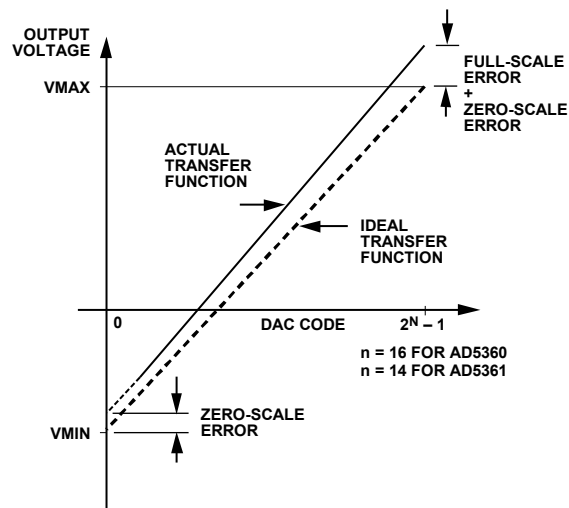 OUTPUT
VOLTAGE
VMAX
FULL-SCALE
ERROR
+
ZERO-SCALE
ERROR
ACTUAL
TRANSFER
FUNCTION
IDEAL
TRANSFER
FUNCTION
0
DAC CODE
2ᴺ – 1
n = 16 FOR AD5360
n = 14 FOR AD5361
ZERO-SCALE
ERROR
VMIN